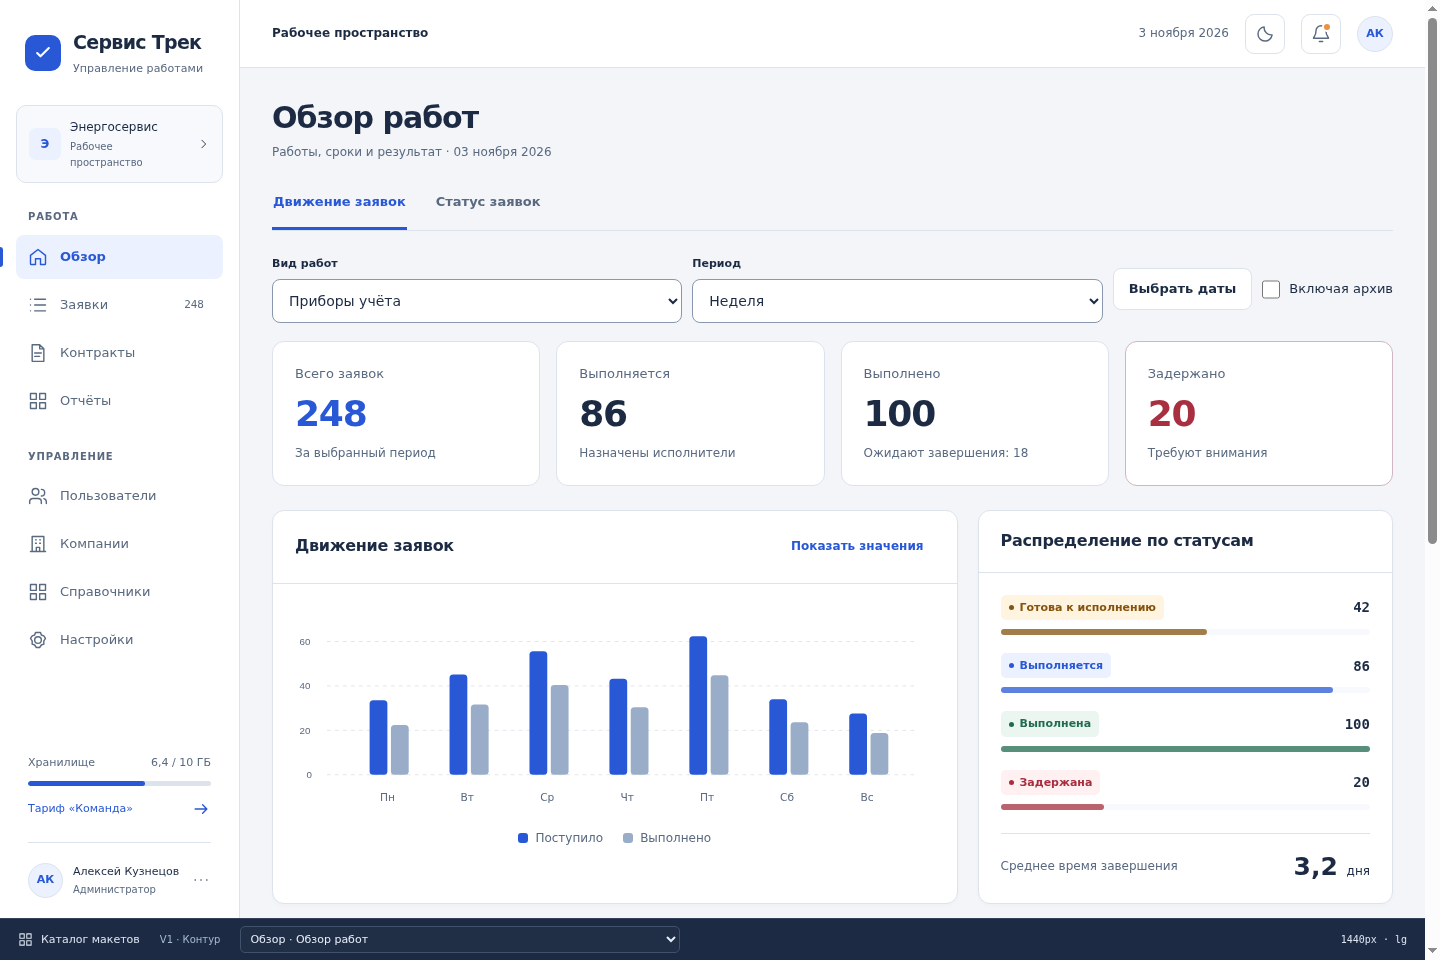 Сервис Трек
Управление работами
Э
Энергосервис
Рабочее
пространство
РАБОТА
Обзор
Заявки 248
Контракты
Отчёты
УПРАВЛЕНИЕ
Пользователи
Компании
Справочники
Настройки
Хранилище 6,4 / 10 ГБ
Тариф «Команда»
АК
Алексей Кузнецов
Администратор
Рабочее пространство
3 ноября 2026
АК
Обзор работ
Работы, сроки и результат · 03 ноября 2026
Движение заявок Статус заявок
Вид работ
Приборы учёта
Период
Неделя
Выбрать даты
Включая архив
Всего заявок
248
За выбранный период
Выполняется
86
Назначены исполнители
Выполнено
100
Ожидают завершения: 18
Задержано
20
Требуют внимания
Движение заявок
Показать значения
60
40
20
0
Пн Вт Ср Чт Пт Сб Вс
Поступило Выполнено
Распределение по статусам
Готова к исполнению 42
Выполняется 86
Выполнена 100
Задержана 20
Среднее время завершения 3,2 дня
Каталог макетов
V1 · Контур
Обзор · Обзор работ
1440px · lg